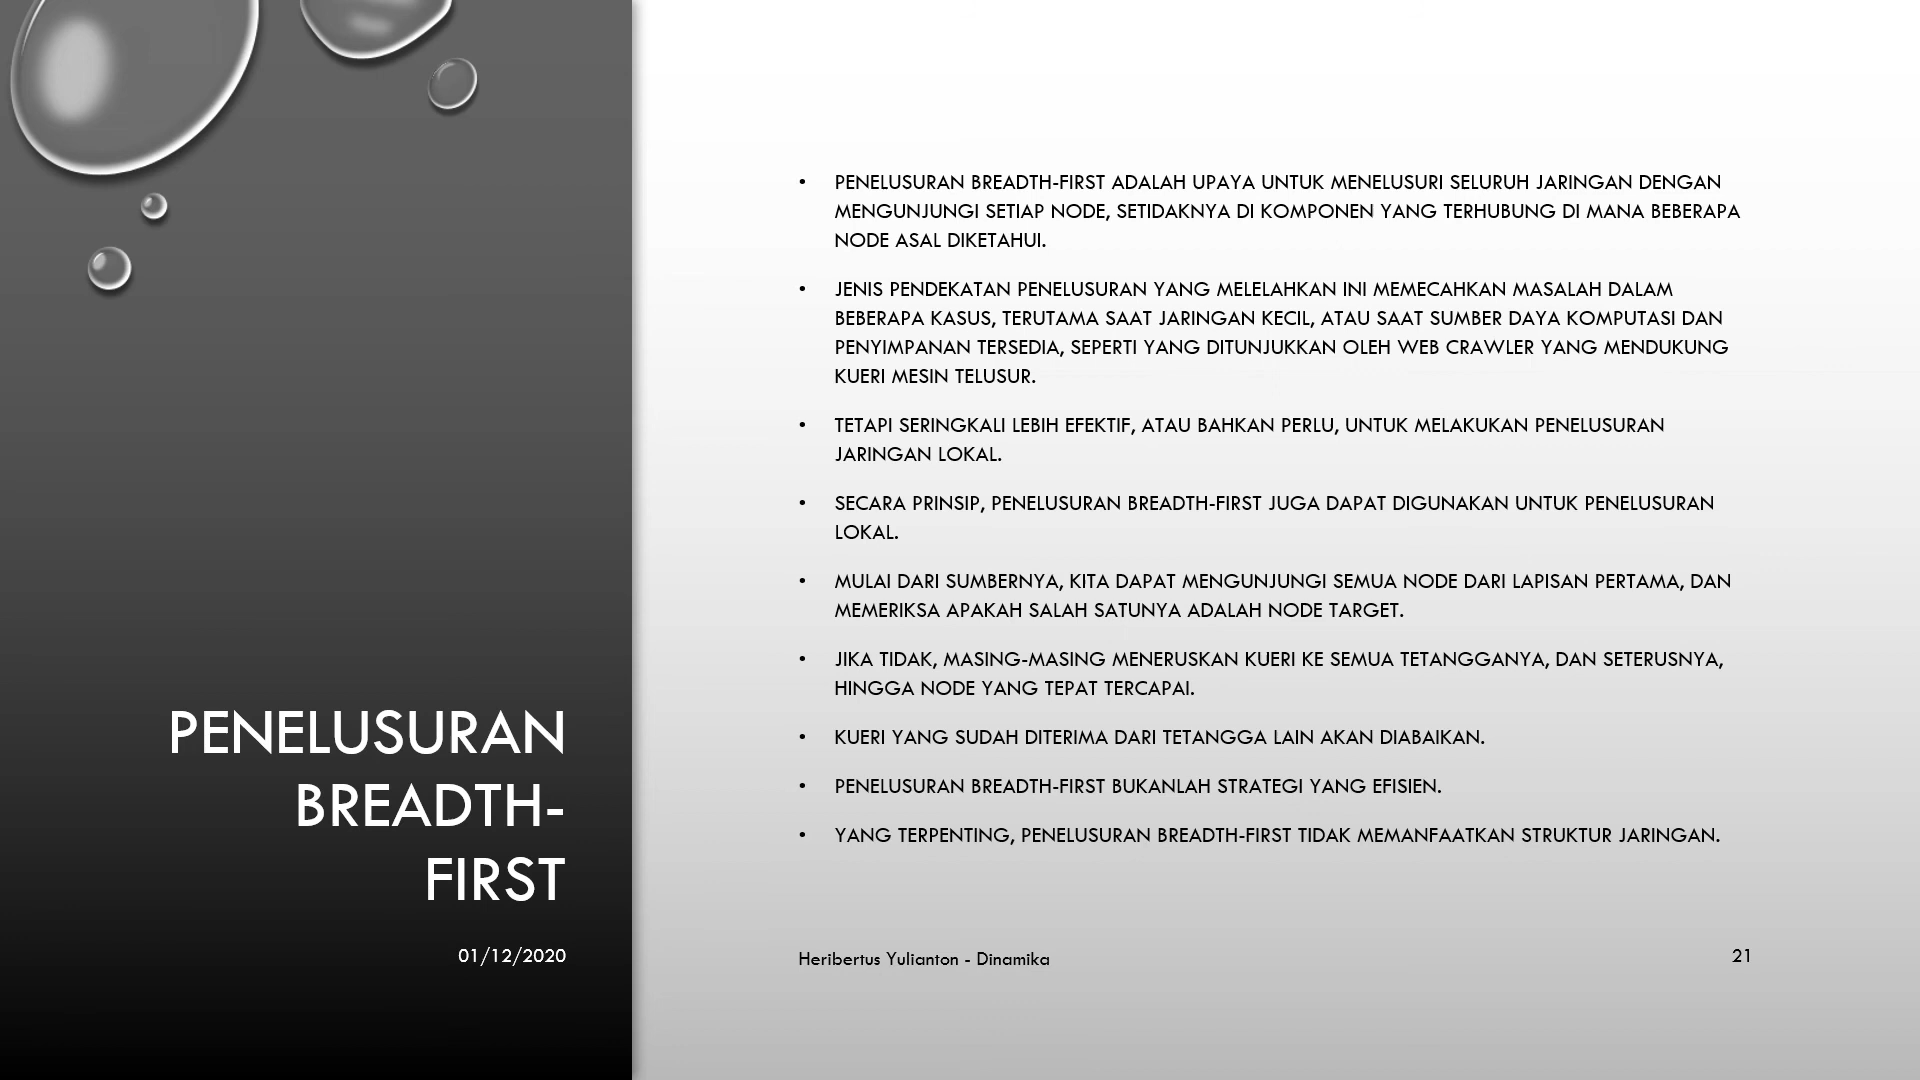 PENELUSURAN
BREADTH-
FIRST
01/12/2020
• PENELUSURAN BREADTH-FIRST ADALAH UPAYA UNTUK MENELUSURI SELURUH JARINGAN DENGAN
MENGUNJUNGI SETIAP NODE, SETIDAKNYA DI KOMPONEN YANG TERHUBUNG DI MANA BEBERAPA
NODE ASAL DIKETAHUI.
• JENIS PENDEKATAN PENELUSURAN YANG MELELAHKAN INI MEMECAHKAN MASALAH DALAM
BEBERAPA KASUS, TERUTAMA SAAT JARINGAN KECIL, ATAU SAAT SUMBER DAYA KOMPUTASI DAN
PENYIMPANAN TERSEDIA, SEPERTI YANG DITUNJUKKAN OLEH WEB CRAWLER YANG MENDUKUNG
KUERI MESIN TELUSUR.
• TETAPI SERINGKALI LEBIH EFEKTIF, ATAU BAHKAN PERLU, UNTUK MELAKUKAN PENELUSURAN
JARINGAN LOKAL.
• SECARA PRINSIP, PENELUSURAN BREADTH-FIRST JUGA DAPAT DIGUNAKAN UNTUK PENELUSURAN
LOKAL.
• MULAI DARI SUMBERNYA, KITA DAPAT MENGUNJUNGI SEMUA NODE DARI LAPISAN PERTAMA, DAN
MEMERIKSA APAKAH SALAH SATUNYA ADALAH NODE TARGET.
• JIKA TIDAK, MASING-MASING MENERUSKAN KUERI KE SEMUA TETANGGANYA, DAN SETERUSNYA,
HINGGA NODE YANG TEPAT TERCAPAI.
• KUERI YANG SUDAH DITERIMA DARI TETANGGA LAIN AKAN DIABAIKAN.
• PENELUSURAN BREADTH-FIRST BUKANLAH STRATEGI YANG EFISIEN.
• YANG TERPENTING, PENELUSURAN BREADTH-FIRST TIDAK MEMANFAATKAN STRUKTUR JARINGAN.
Heribertus Yulianton - Dinamika
21